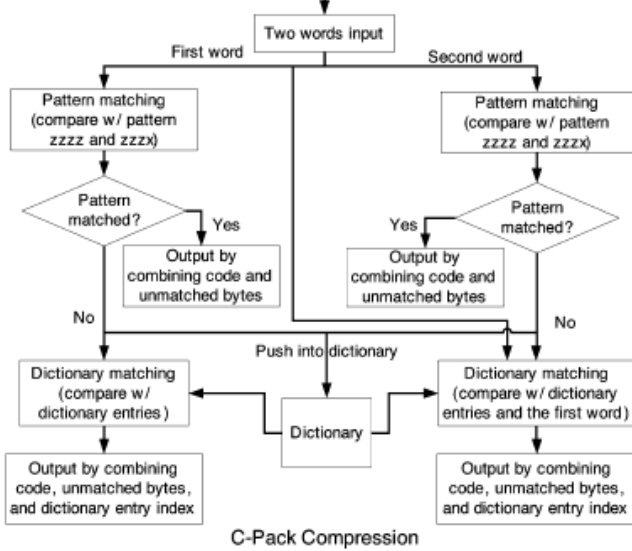 Two words input
First word
Second word
Pattern matching
(compare w/ pattern
zzzz and zzzx)
Pattern matching
(compare w/ pattern
zzzz and zzzx)
Pattern
matched?
Pattern
matched?
Yes
Yes
Output by
combining code and
unmatched bytes
Output by
combining code and
unmatched bytes
No
No
Push into dictionary
Dictionary matching
(compare w/
dictionary entries)
Dictionary
Dictionary matching
(compare w/ dictionary
entries and the first word)
Output by combining
code, unmatched bytes,
and dictionary entry index
Output by combining
code, unmatched bytes,
and dictionary entry index
C-Pack Compression